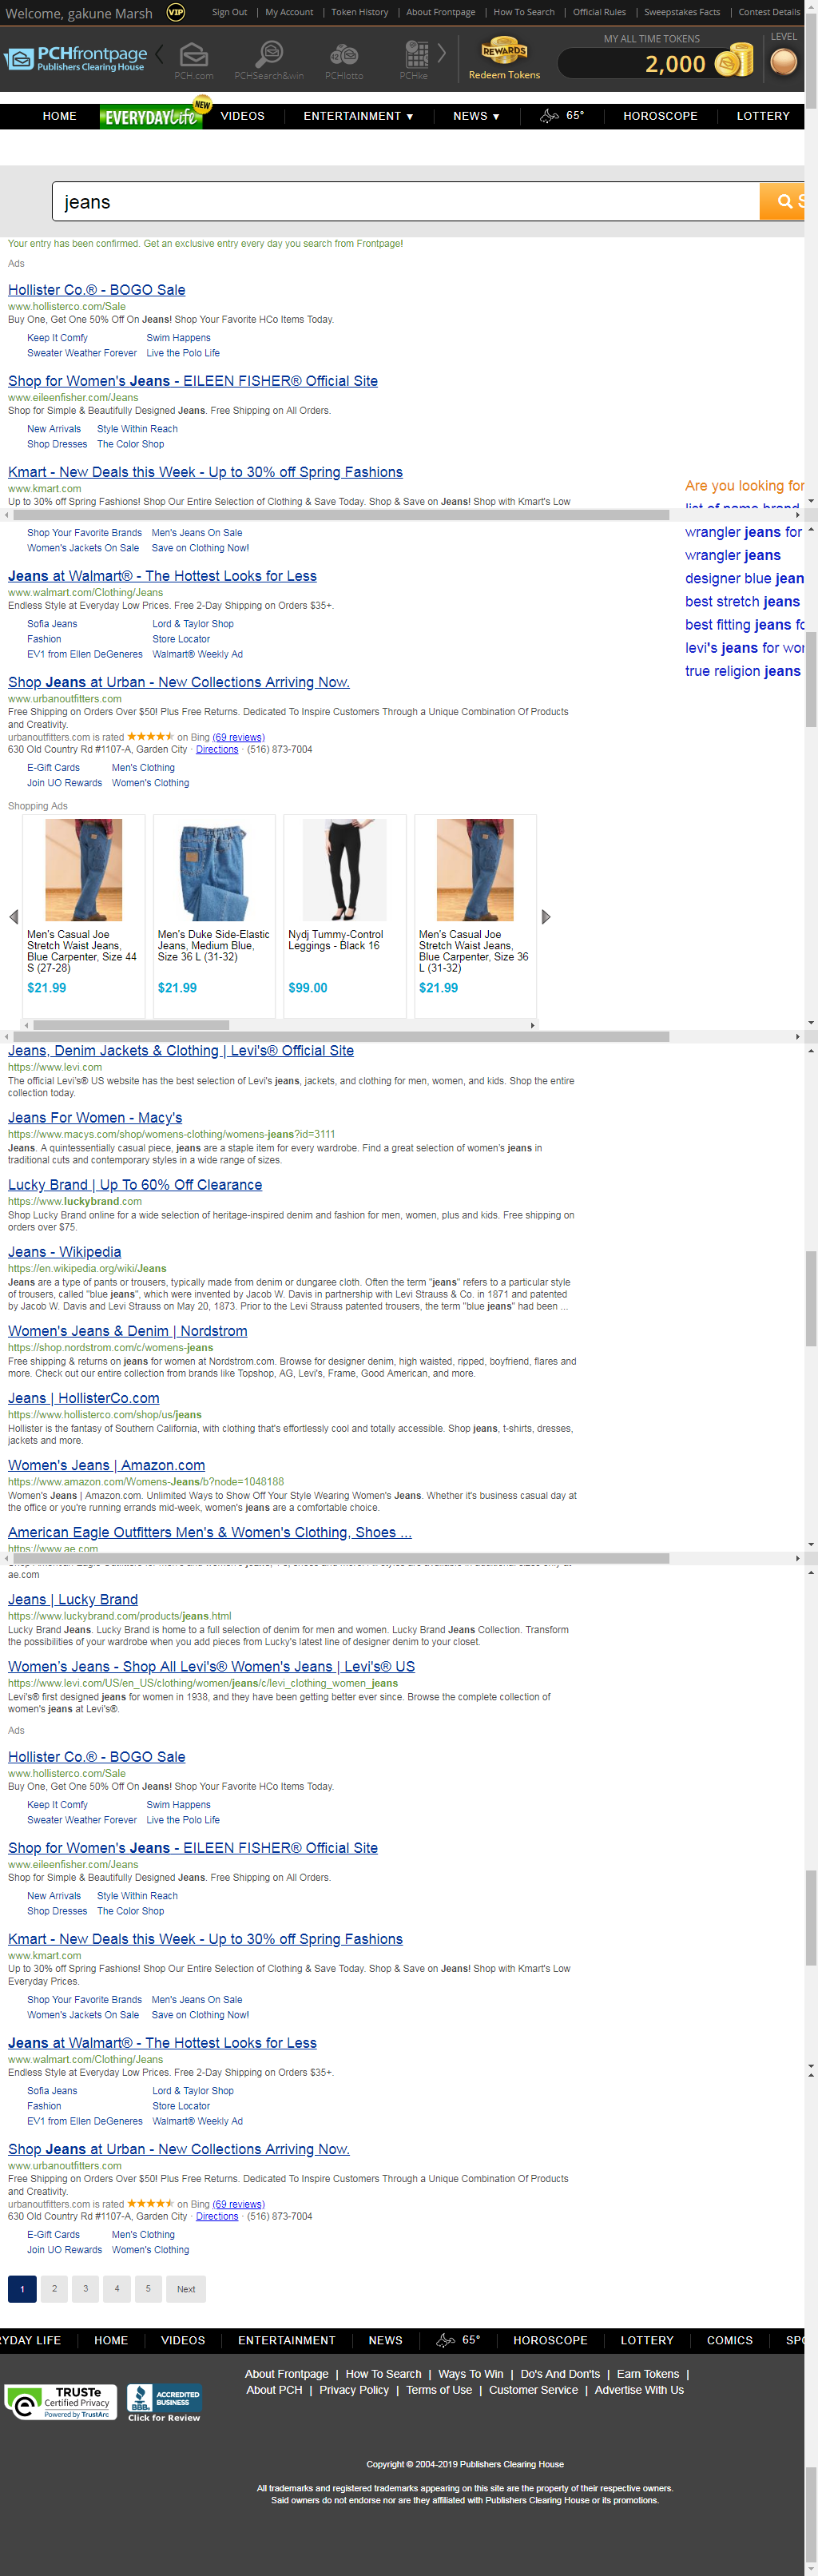 Welcome, gakune Marsh VIP Sign Out | My Account | Token History | About Frontpage | How To Search | Official Rules | Sweepstakes Facts | Contest Details
PCHfrontpage
Publishers Clearing House
PCH.com PCHSearch&win PCHlotto PCHke
REWARDS
Redeem Tokens
MY ALL TIME TOKENS
2,000
LEVEL
HOME EVERYDAY Life NEW VIDEOS ENTERTAINMENT ▼ NEWS ▼ 65° HOROSCOPE LOTTERY
jeans
S
Your entry has been confirmed. Get an exclusive entry every day you search from Frontpage!
Ads
Hollister Co.® - BOGO Sale
www.hollisterco.com/Sale
Buy One, Get One 50% Off On Jeans! Shop Your Favorite HCo Items Today.
Keep It Comfy Swim Happens
Sweater Weather Forever Live the Polo Life
Shop for Women's Jeans - EILEEN FISHER® Official Site
www.eileenfisher.com/Jeans
Shop for Simple & Beautifully Designed Jeans. Free Shipping on All Orders.
New Arrivals Style Within Reach
Shop Dresses The Color Shop
Kmart - New Deals this Week - Up to 30% off Spring Fashions
www.kmart.com
Up to 30% off Spring Fashions! Shop Our Entire Selection of Clothing & Save Today. Shop & Save on Jeans! Shop with Kmart's Low
Are you looking for
list of name brand
Shop Your Favorite Brands Men's Jeans On Sale
Women's Jackets On Sale Save on Clothing Now!
wrangler jeans for
wrangler jeans
designer blue jean
best stretch jeans
best fitting jeans fo
levi's jeans for wor
true religion jeans
Jeans at Walmart® - The Hottest Looks for Less
www.walmart.com/Clothing/Jeans
Endless Style at Everyday Low Prices. Free 2-Day Shipping on Orders $35+.
Sofia Jeans Lord & Taylor Shop
Fashion Store Locator
EV1 from Ellen DeGeneres Walmart® Weekly Ad
Shop Jeans at Urban - New Collections Arriving Now.
www.urbanoutfitters.com
Free Shipping on Orders Over $50! Plus Free Returns. Dedicated To Inspire Customers Through a Unique Combination Of Products
and Creativity.
urbanoutfitters.com is rated ★★★★★ on Bing (69 reviews)
630 Old Country Rd #1107-A, Garden City · Directions · (516) 873-7004
E-Gift Cards Men's Clothing
Join UO Rewards Women's Clothing
Shopping Ads
Men's Casual Joe
Stretch Waist Jeans,
Blue Carpenter, Size 44
S (27-28)
$21.99
Men's Duke Side-Elastic
Jeans, Medium Blue,
Size 36 L (31-32)
$21.99
Nydj Tummy-Control
Leggings - Black 16
$99.00
Men's Casual Joe
Stretch Waist Jeans,
Blue Carpenter, Size 36
L (31-32)
$21.99
Jeans, Denim Jackets & Clothing | Levi's® Official Site
https://www.levi.com
The official Levi's® US website has the best selection of Levi's jeans, jackets, and clothing for men, women, and kids. Shop the entire
collection today.
Jeans For Women - Macy's
https://www.macys.com/shop/womens-clothing/womens-jeans?id=3111
Jeans. A quintessentially casual piece, jeans are a staple item for every wardrobe. Find a great selection of women's jeans in
traditional cuts and contemporary styles in a wide range of sizes.
Lucky Brand | Up To 60% Off Clearance
https://www.luckybrand.com
Shop Lucky Brand online for a wide selection of heritage-inspired denim and fashion for men, women, plus and kids. Free shipping on
orders over $75.
Jeans - Wikipedia
https://en.wikipedia.org/wiki/Jeans
Jeans are a type of pants or trousers, typically made from denim or dungaree cloth. Often the term "jeans" refers to a particular style
of trousers, called "blue jeans", which were invented by Jacob W. Davis in partnership with Levi Strauss & Co. in 1871 and patented
by Jacob W. Davis and Levi Strauss on May 20, 1873. Prior to the Levi Strauss patented trousers, the term "blue jeans" had been ...
Women's Jeans & Denim | Nordstrom
https://shop.nordstrom.com/c/womens-jeans
Free shipping & returns on jeans for women at Nordstrom.com. Browse for designer denim, high waisted, ripped, boyfriend, flares and
more. Check out our entire collection from brands like Topshop, AG, Levi's, Frame, Good American, and more.
Jeans | HollisterCo.com
https://www.hollisterco.com/shop/us/jeans
Hollister is the fantasy of Southern California, with clothing that's effortlessly cool and totally accessible. Shop jeans, t-shirts, dresses,
jackets and more.
Women's Jeans | Amazon.com
https://www.amazon.com/Womens-Jeans/b?node=1048188
Women's Jeans | Amazon.com. Unlimited Ways to Show Off Your Style Wearing Women's Jeans. Whether it's business casual day at
the office or you're running errands mid-week, women's jeans are a comfortable choice.
American Eagle Outfitters Men's & Women's Clothing, Shoes ...
https://www.ae.com
ae.com
Jeans | Lucky Brand
https://www.luckybrand.com/products/jeans.html
Lucky Brand Jeans. Lucky Brand is home to a full selection of denim for men and women. Lucky Brand Jeans Collection. Transform
the possibilities of your wardrobe when you add pieces from Lucky's latest line of designer denim to your closet.
Women's Jeans - Shop All Levi's® Women's Jeans | Levi's® US
https://www.levi.com/US/en_US/clothing/women/jeans/c/levi_clothing_women_jeans
Levi's® first designed jeans for women in 1938, and they have been getting better ever since. Browse the complete collection of
women's jeans at Levi's®.
Ads
Hollister Co.® - BOGO Sale
www.hollisterco.com/Sale
Buy One, Get One 50% Off On Jeans! Shop Your Favorite HCo Items Today.
Keep It Comfy Swim Happens
Sweater Weather Forever Live the Polo Life
Shop for Women's Jeans - EILEEN FISHER® Official Site
www.eileenfisher.com/Jeans
Shop for Simple & Beautifully Designed Jeans. Free Shipping on All Orders.
New Arrivals Style Within Reach
Shop Dresses The Color Shop
Kmart - New Deals this Week - Up to 30% off Spring Fashions
www.kmart.com
Up to 30% off Spring Fashions! Shop Our Entire Selection of Clothing & Save Today. Shop & Save on Jeans! Shop with Kmart's Low
Everyday Prices.
Shop Your Favorite Brands Men's Jeans On Sale
Women's Jackets On Sale Save on Clothing Now!
Jeans at Walmart® - The Hottest Looks for Less
www.walmart.com/Clothing/Jeans
Endless Style at Everyday Low Prices. Free 2-Day Shipping on Orders $35+.
Sofia Jeans Lord & Taylor Shop
Fashion Store Locator
EV1 from Ellen DeGeneres Walmart® Weekly Ad
Shop Jeans at Urban - New Collections Arriving Now.
www.urbanoutfitters.com
Free Shipping on Orders Over $50! Plus Free Returns. Dedicated To Inspire Customers Through a Unique Combination Of Products
and Creativity.
urbanoutfitters.com is rated ★★★★★ on Bing (69 reviews)
630 Old Country Rd #1107-A, Garden City · Directions · (516) 873-7004
E-Gift Cards Men's Clothing
Join UO Rewards Women's Clothing
1 2 3 4 5 Next
RYDAY LIFE HOME VIDEOS ENTERTAINMENT NEWS 65° HOROSCOPE LOTTERY COMICS SPO
About Frontpage | How To Search | Ways To Win | Do's And Don'ts | Earn Tokens |
About PCH | Privacy Policy | Terms of Use | Customer Service | Advertise With Us
TRUSTe
Certified Privacy
Powered by TrustArc
BBB
ACCREDITED
BUSINESS
Click for Review
Copyright © 2004-2019 Publishers Clearing House
All trademarks and registered trademarks appearing on this site are the property of their respective owners.
Said owners do not endorse nor are they affiliated with Publishers Clearing House or its promotions.